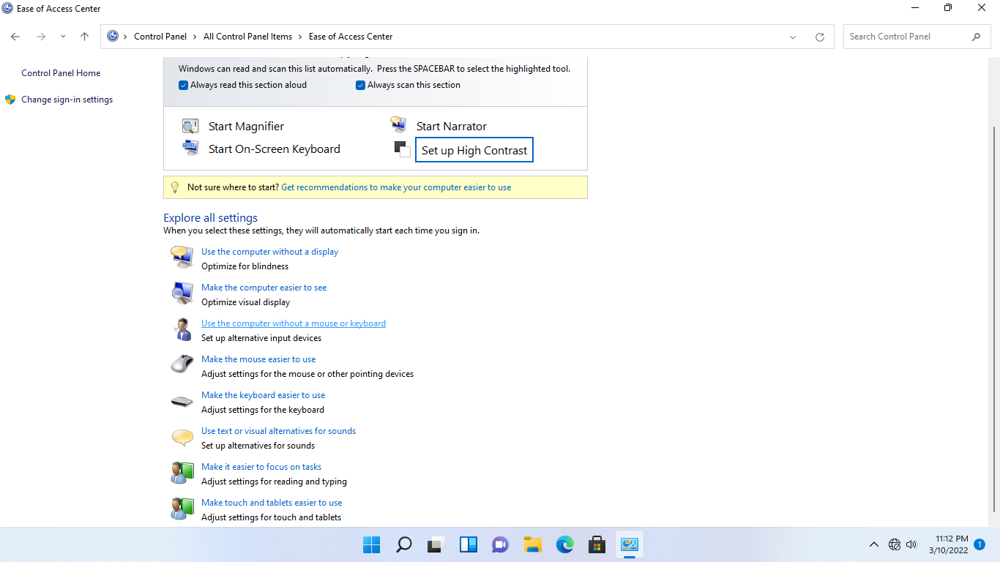 Ease of Access Center
Control Panel
All Control Panel Items
Ease of Access Center
Search Control Panel
Control Panel Home
Change sign-in settings
Windows can read and scan this list automatically. Press the SPACEBAR to select the highlighted tool.
Always read this section aloud
Always scan this section
Start Magnifier
Start Narrator
Start On-Screen Keyboard
Set up High Contrast
Not sure where to start? Get recommendations to make your computer easier to use
Explore all settings
When you select these settings, they will automatically start each time you sign in.
Use the computer without a display
Optimize for blindness
Make the computer easier to see
Optimize visual display
Use the computer without a mouse or keyboard
Set up alternative input devices
Make the mouse easier to use
Adjust settings for the mouse or other pointing devices
Make the keyboard easier to use
Adjust settings for the keyboard
Use text or visual alternatives for sounds
Set up alternatives for sounds
Make it easier to focus on tasks
Adjust settings for reading and typing
Make touch and tablets easier to use
Adjust settings for touch and tablets
11:12 PM
3/10/2022
1